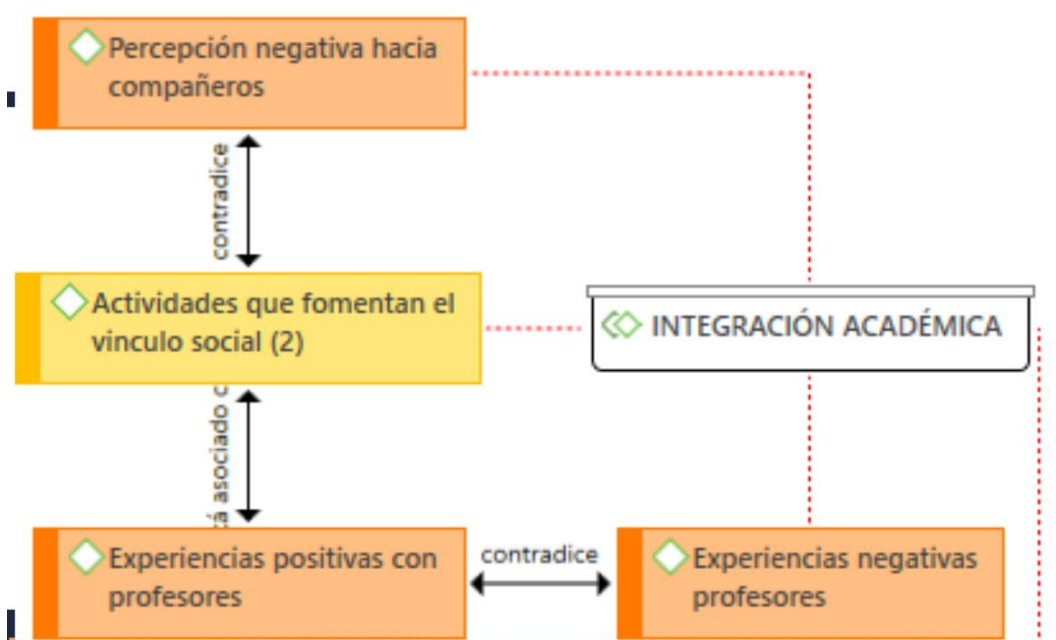 Percepción negativa hacia
compañeros
contradice
Actividades que fomentan el
vinculo social (2)
INTEGRACIÓN ACADÉMICA
asociado
Experiencias positivas con
profesores
contradice
Experiencias negativas
profesores